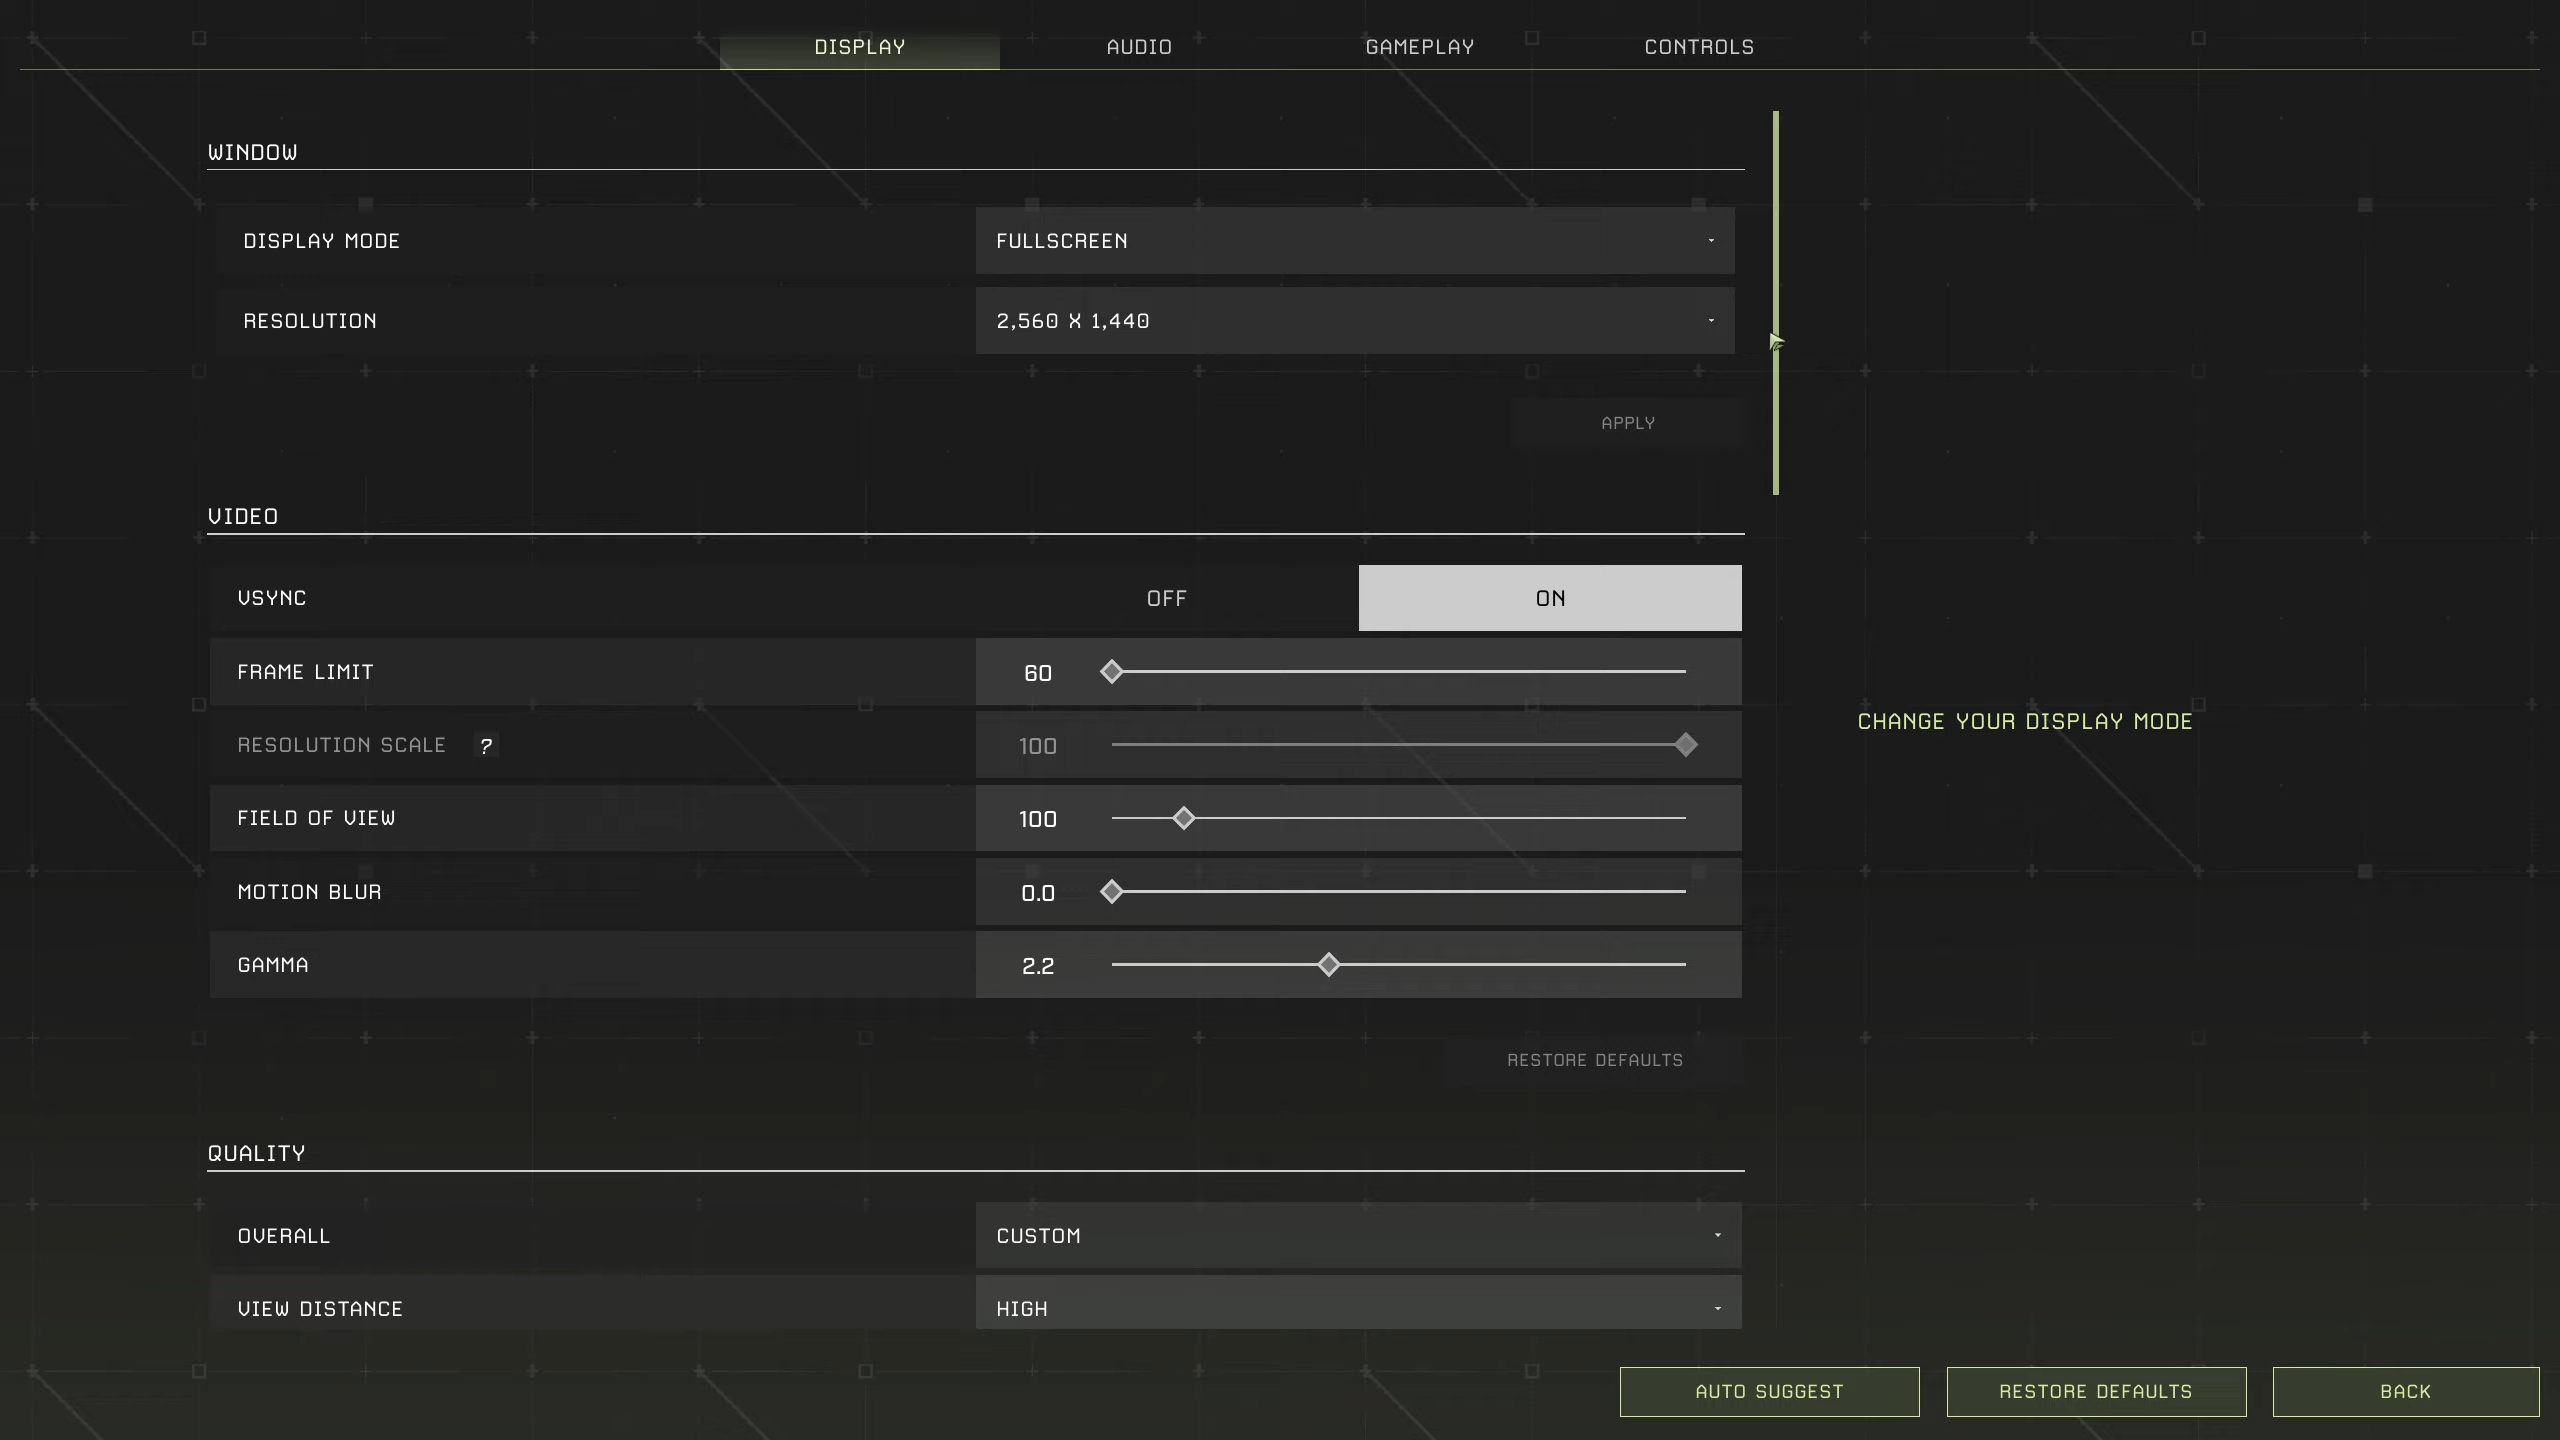 DISPLAY AUDIO GAMEPLAY CONTROLS
WINDOW
DISPLAY MODE FULLSCREEN
RESOLUTION 2,560 X 1,440
APPLY
VIDEO
VSYNC OFF ON
FRAME LIMIT 60
RESOLUTION SCALE ? 100
FIELD OF VIEW 100
MOTION BLUR 0.0
GAMMA 2.2
RESTORE DEFAULTS
QUALITY
OVERALL CUSTOM
VIEW DISTANCE HIGH
CHANGE YOUR DISPLAY MODE
AUTO SUGGEST RESTORE DEFAULTS BACK